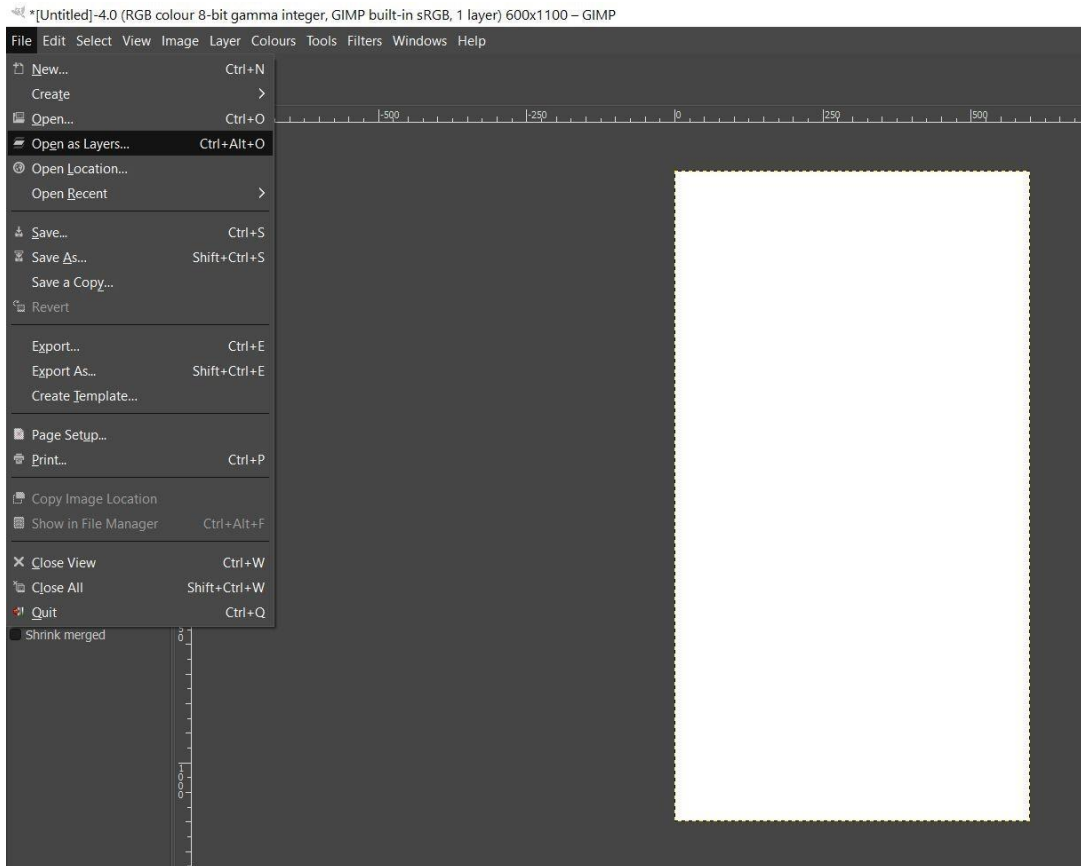 *[Untitled]-4.0 (RGB colour 8-bit gamma integer, GIMP built-in sRGB, 1 layer) 600x1100 – GIMP
File Edit Select View Image Layer Colours Tools Filters Windows Help
New... Ctrl+N
Create >
Open... Ctrl+O
-500 -250 0 250 500
Open as Layers... Ctrl+Alt+O
Open Location...
Open Recent >
Save... Ctrl+S
Save As... Shift+Ctrl+S
Save a Copy...
Revert
Export... Ctrl+E
Export As... Shift+Ctrl+E
Create Template...
Page Setup...
Print... Ctrl+P
Copy Image Location
Show in File Manager Ctrl+Alt+F
Close View Ctrl+W
Close All Shift+Ctrl+W
Quit Ctrl+Q
Shrink merged
1000